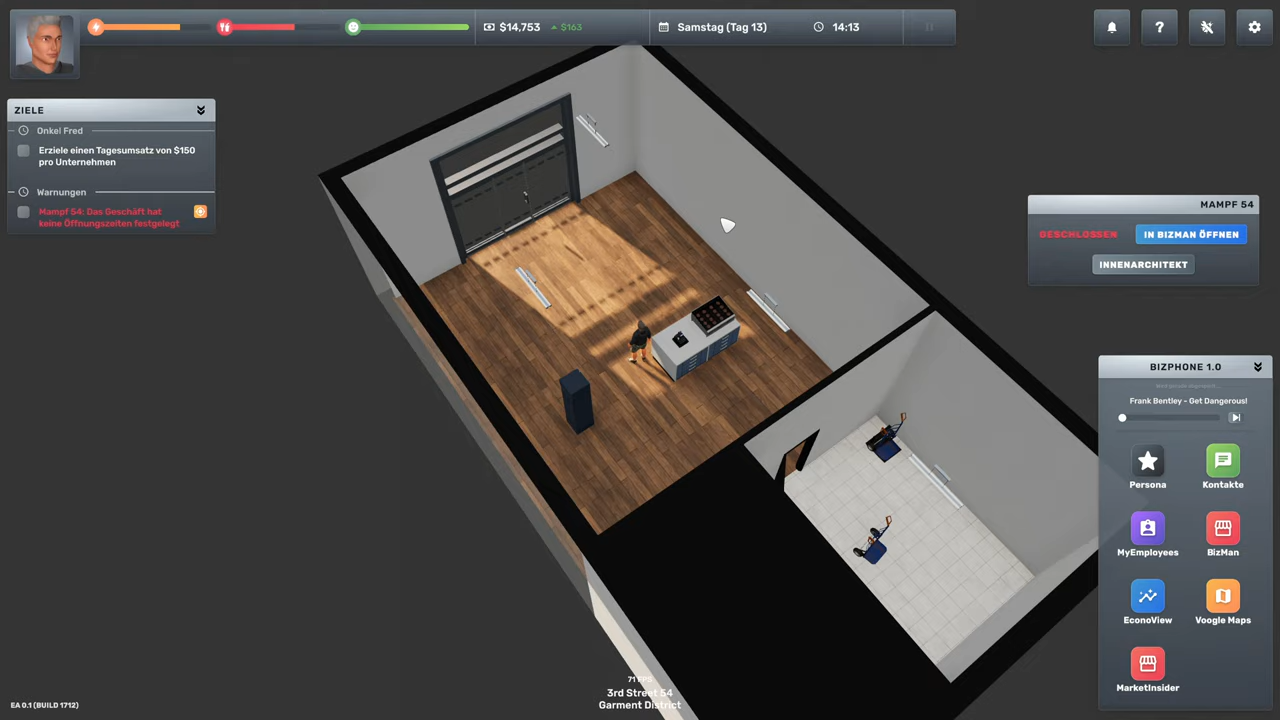 $14,753
$163
Samstag (Tag 13)
14:13
ZIELE
Onkel Fred
Erziele einen Tagesumsatz von $150
pro Unternehmen
Warnungen
Mampf 54: Das Geschäft hat
keine Öffnungszeiten festgelegt
MAMPF 54
GESCHLOSSEN
IN BIZMAN ÖFFNEN
INNENARCHITEKT
BIZPHONE 1.0
Frank Bentley - Get Dangerous!
Persona
Kontakte
MyEmployees
BizMan
EconoView
Voogle Maps
MarketInsider
71 FPS
3rd Street 54
Garment District
EA 0.1 (BUILD 1712)